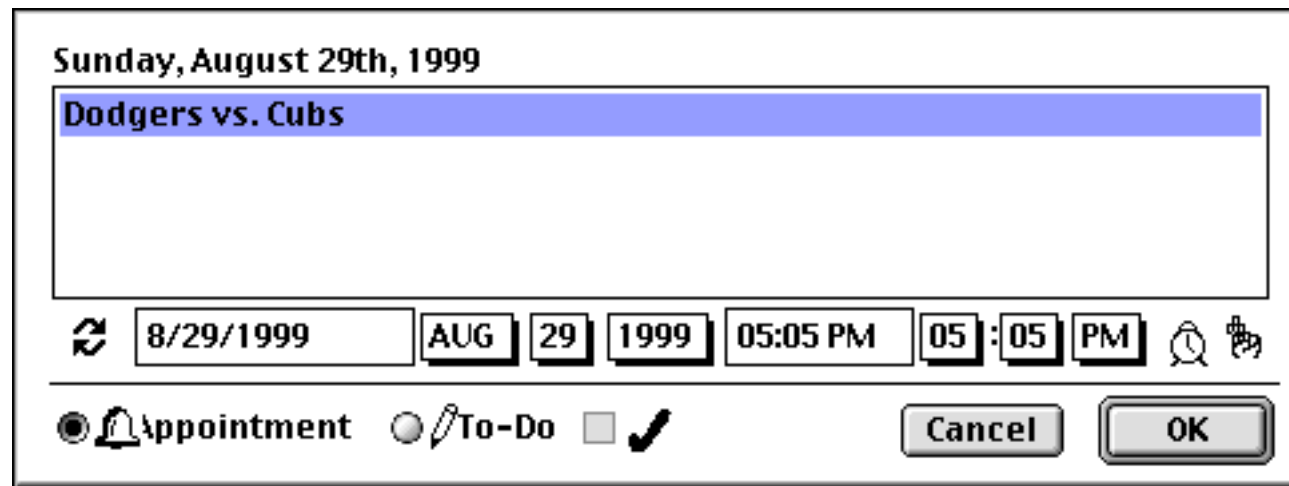 Sunday, August 29th, 1999
Dodgers vs. Cubs
8/29/1999 AUG 29 1999 05:05 PM 05 : 05 PM
Appointment To-Do Cancel OK